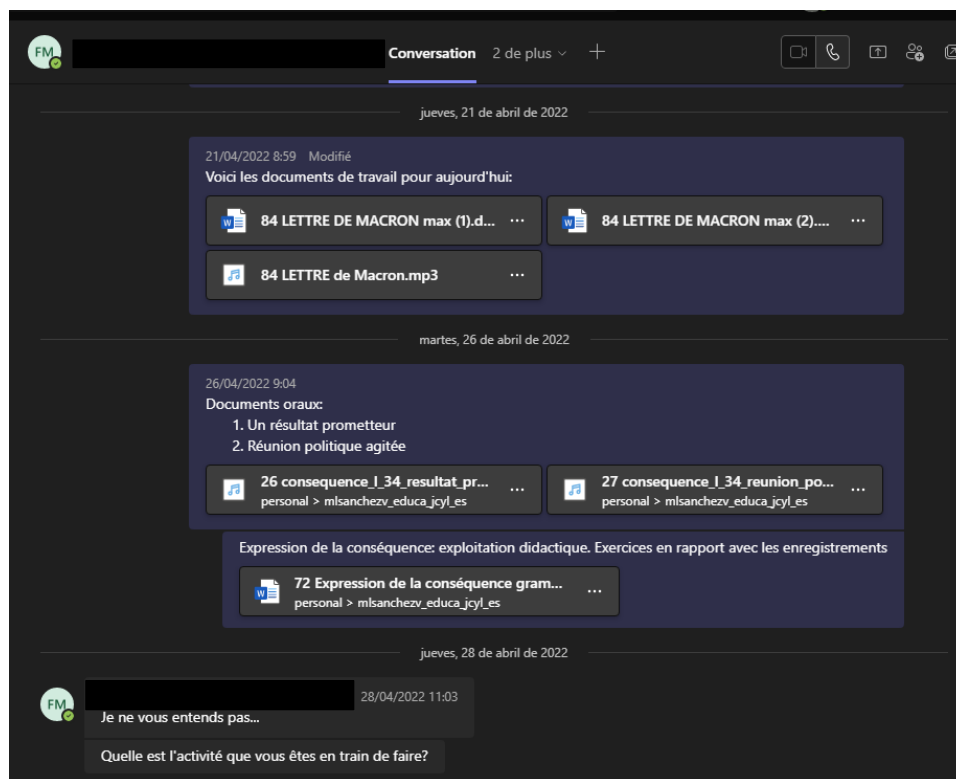 FM
Conversation 2 de plus
jueves, 21 de abril de 2022
21/04/2022 8:59 Modifié
Voici les documents de travail pour aujourd'hui:
84 LETTRE DE MACRON max (1).d... ...
84 LETTRE DE MACRON max (2).... ...
84 LETTRE de Macron.mp3 ...
martes, 26 de abril de 2022
26/04/2022 9:04
Documents oraux:
1. Un résultat prometteur
2. Réunion politique agitée
26 consequence_I_34_resultat_pr... ...
personal > mlsanchezv_educa_jcyl_es
27 consequence_I_34_reunion_po... ...
personal > mlsanchezv_educa_jcyl_es
Expression de la conséquence: exploitation didactique. Exercices en rapport avec les enregistrements
72 Expression de la conséquence gram... ...
personal > mlsanchezv_educa_jcyl_es
jueves, 28 de abril de 2022
FM
28/04/2022 11:03
Je ne vous entends pas...
Quelle est l'activité que vous êtes en train de faire?